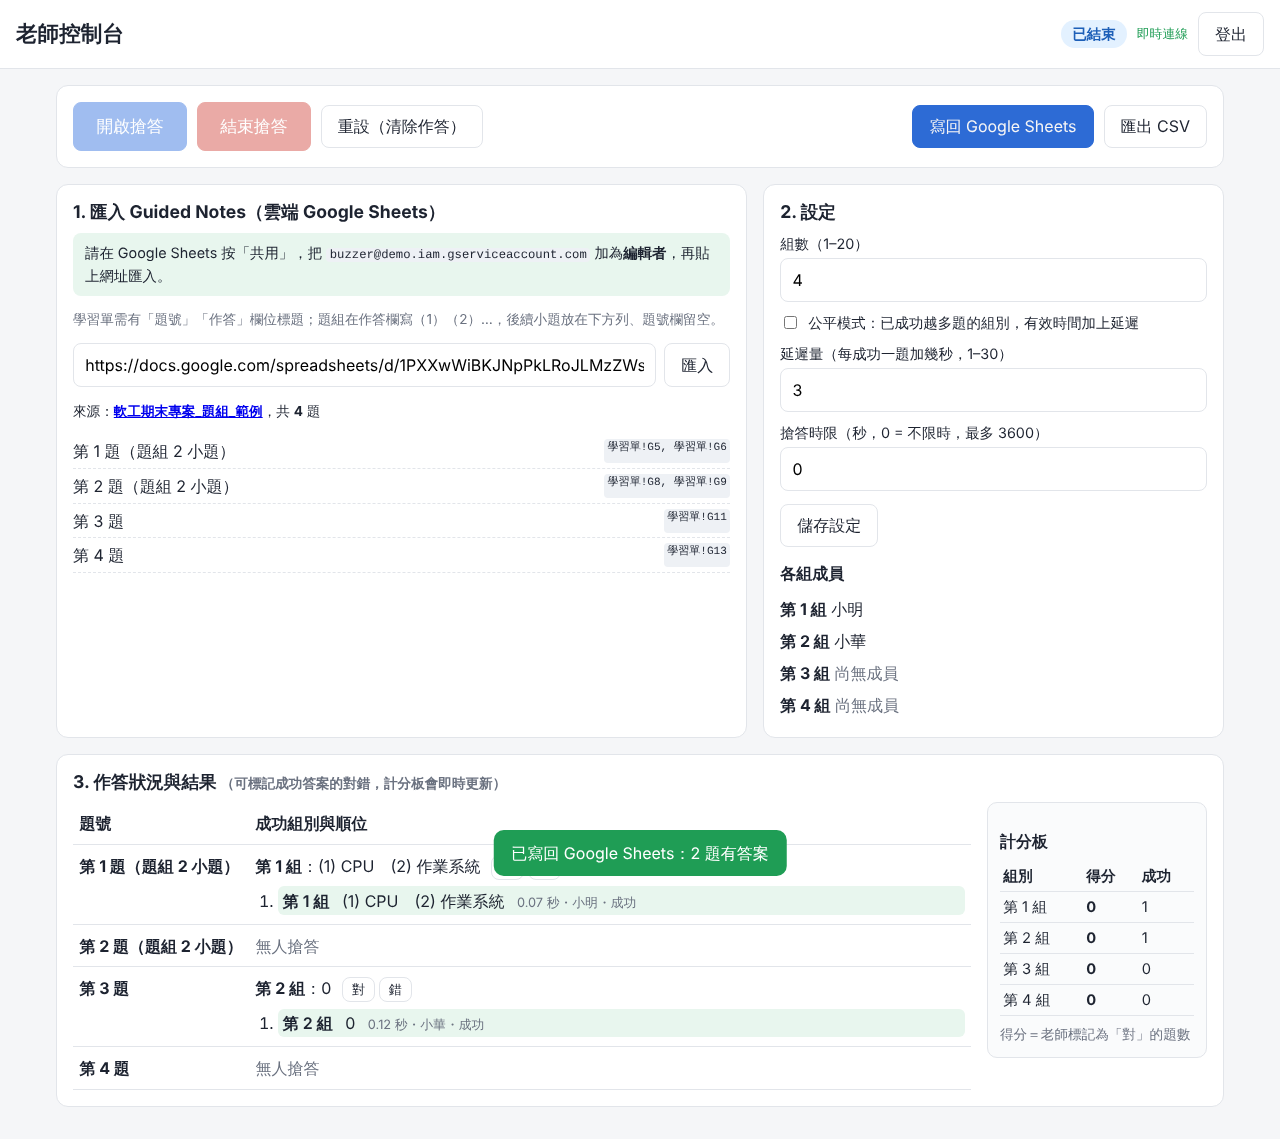 老師控制台
已結束 即時連線 登出
開啟搶答 結束搶答 重設（清除作答） 寫回 Google Sheets 匯出 CSV
1. 匯入 Guided Notes（雲端 Google Sheets）
請在 Google Sheets 按「共用」，把 buzzer@demo.iam.gserviceaccount.com 加為編輯者，再貼
上網址匯入。
學習單需有「題號」「作答」欄位標題；題組在作答欄寫（1）（2）…，後續小題放在下方列、題號欄留空。
https://docs.google.com/spreadsheets/d/1PXXwWiBKJNpPkLRoJLMzZWs 匯入
來源：軟工期末專案_題組_範例，共 4 題
第 1 題（題組 2 小題） 學習單!G5, 學習單!G6
第 2 題（題組 2 小題） 學習單!G8, 學習單!G9
第 3 題 學習單!G11
第 4 題 學習單!G13
2. 設定
組數（1–20）
4
公平模式：已成功越多題的組別，有效時間加上延遲
延遲量（每成功一題加幾秒，1–30）
3
搶答時限（秒，0 = 不限時，最多 3600）
0
儲存設定
各組成員
第 1 組 小明
第 2 組 小華
第 3 組 尚無成員
第 4 組 尚無成員
3. 作答狀況與結果 （可標記成功答案的對錯，計分板會即時更新）
題號 成功組別與順位
第 1 題（題組 2 小題） 第 1 組：(1) CPU (2) 作業系統
1. 第 1 組 (1) CPU (2) 作業系統 0.07 秒・小明・成功
第 2 題（題組 2 小題） 無人搶答
第 3 題 第 2 組：0 對 錯
1. 第 2 組 0 0.12 秒・小華・成功
第 4 題 無人搶答
已寫回 Google Sheets：2 題有答案
計分板
組別 得分 成功
第 1 組 0 1
第 2 組 0 1
第 3 組 0 0
第 4 組 0 0
得分＝老師標記為「對」的題數